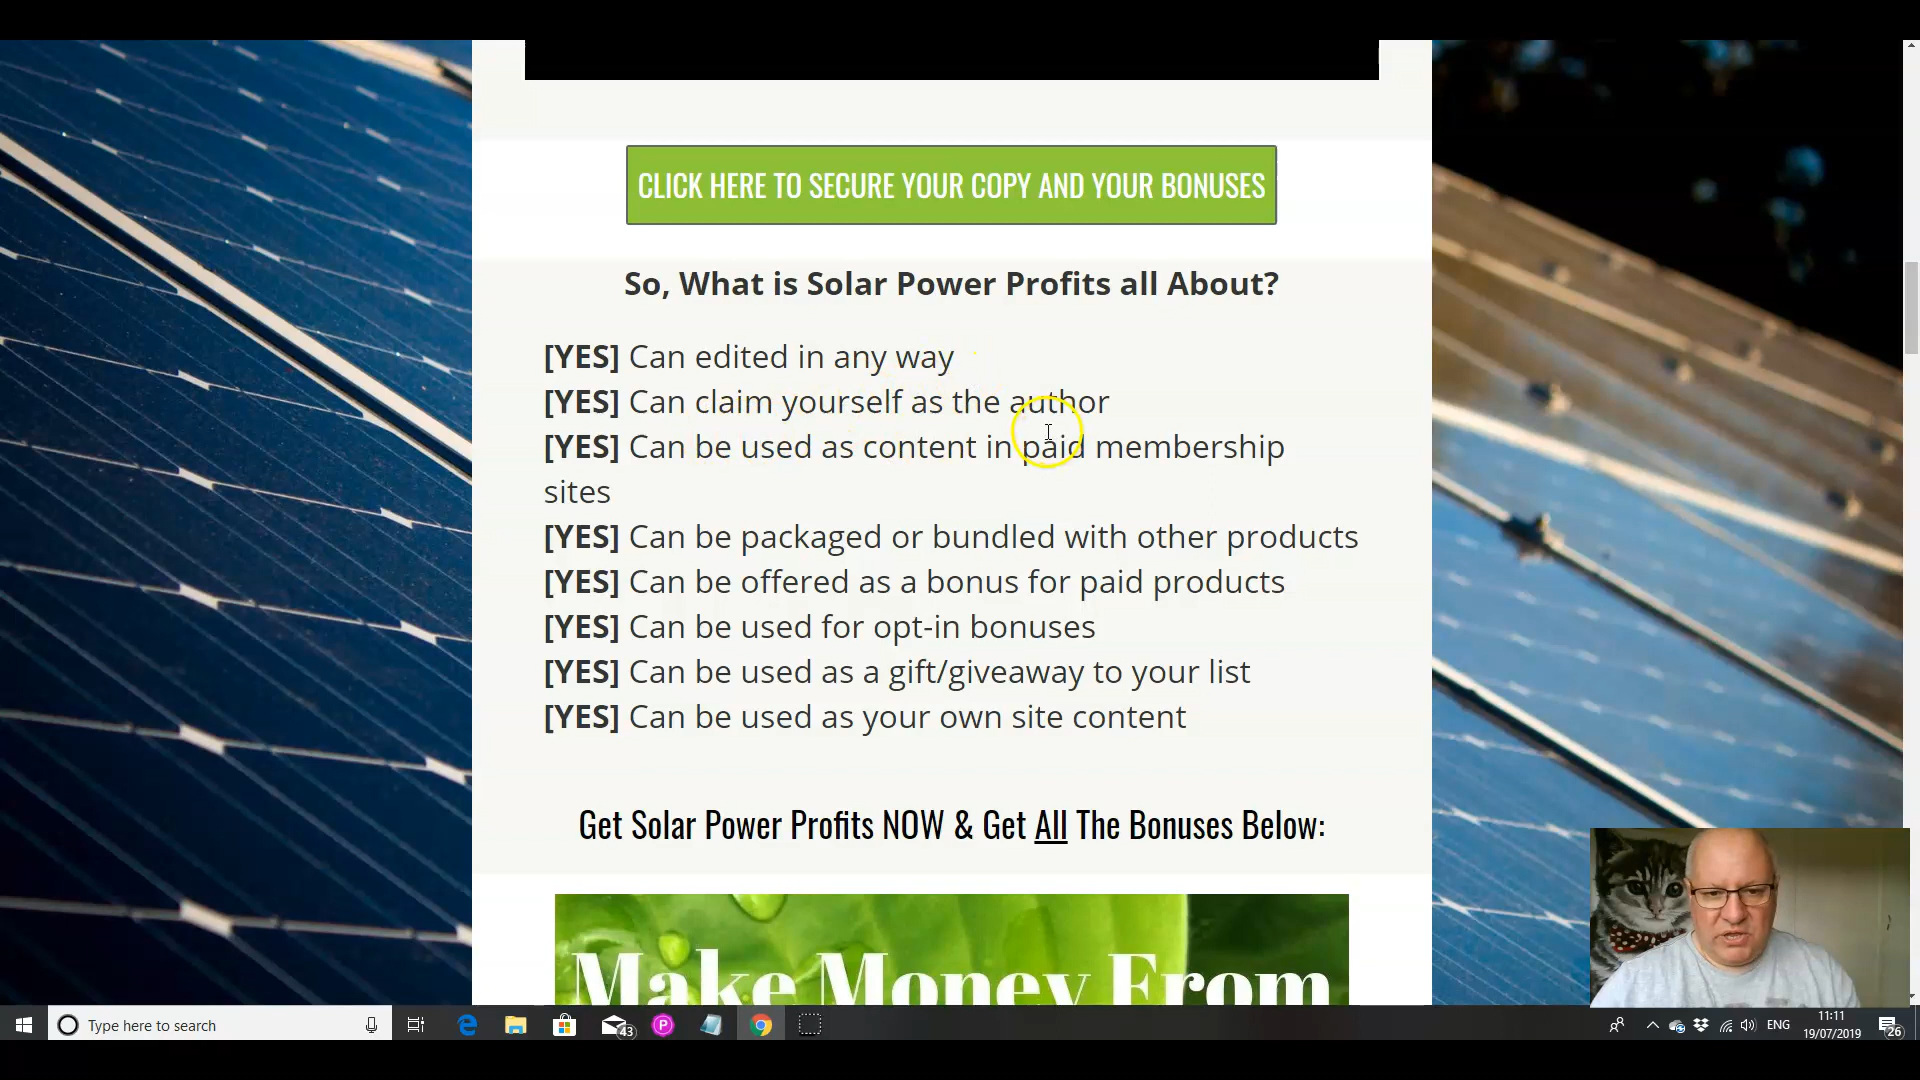 CLICK HERE TO SECURE YOUR COPY AND YOUR BONUSES
So, What is Solar Power Profits all About?
[YES] Can edited in any way
[YES] Can claim yourself as the author
[YES] Can be used as content in paid membership
sites
[YES] Can be packaged or bundled with other products
[YES] Can be offered as a bonus for paid products
[YES] Can be used for opt-in bonuses
[YES] Can be used as a gift/giveaway to your list
[YES] Can be used as your own site content
Get Solar Power Profits NOW & Get All The Bonuses Below:
Make Money From
Type here to search
43
P
ENG
11:11
19/07/2019
26